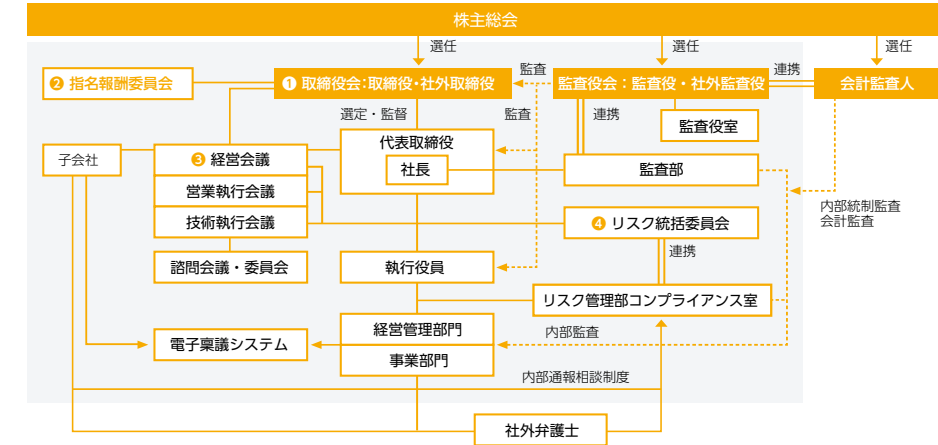 株主総会
選任
選任
選任
❷ 指名報酬委員会
❶ 取締役会：取締役・社外取締役
監査
監査役会：監査役・社外監査役
連携
会計監査人
選定・監督
監査
連携
監査役室
子会社
❸ 経営会議
代表取締役
社長
監査部
営業執行会議
技術執行会議
❹ リスク統括委員会
内部統制監査
会計監査
連携
諮問会議・委員会
執行役員
リスク管理部コンプライアンス室
電子稟議システム
経営管理部門
事業部門
内部監査
内部通報相談制度
社外弁護士